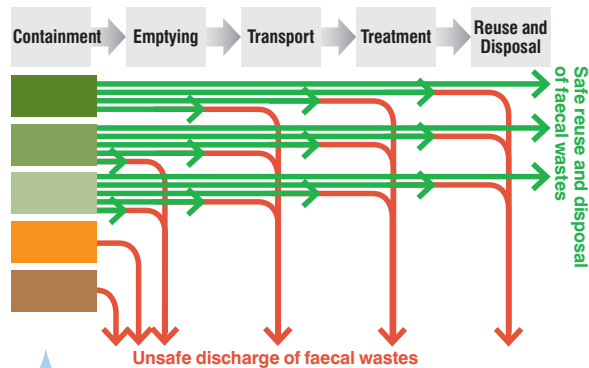 Containment
Emptying
Transport
Treatment
Reuse and
Disposal
Safe reuse and disposal
of faecal wastes
Unsafe discharge of faecal wastes